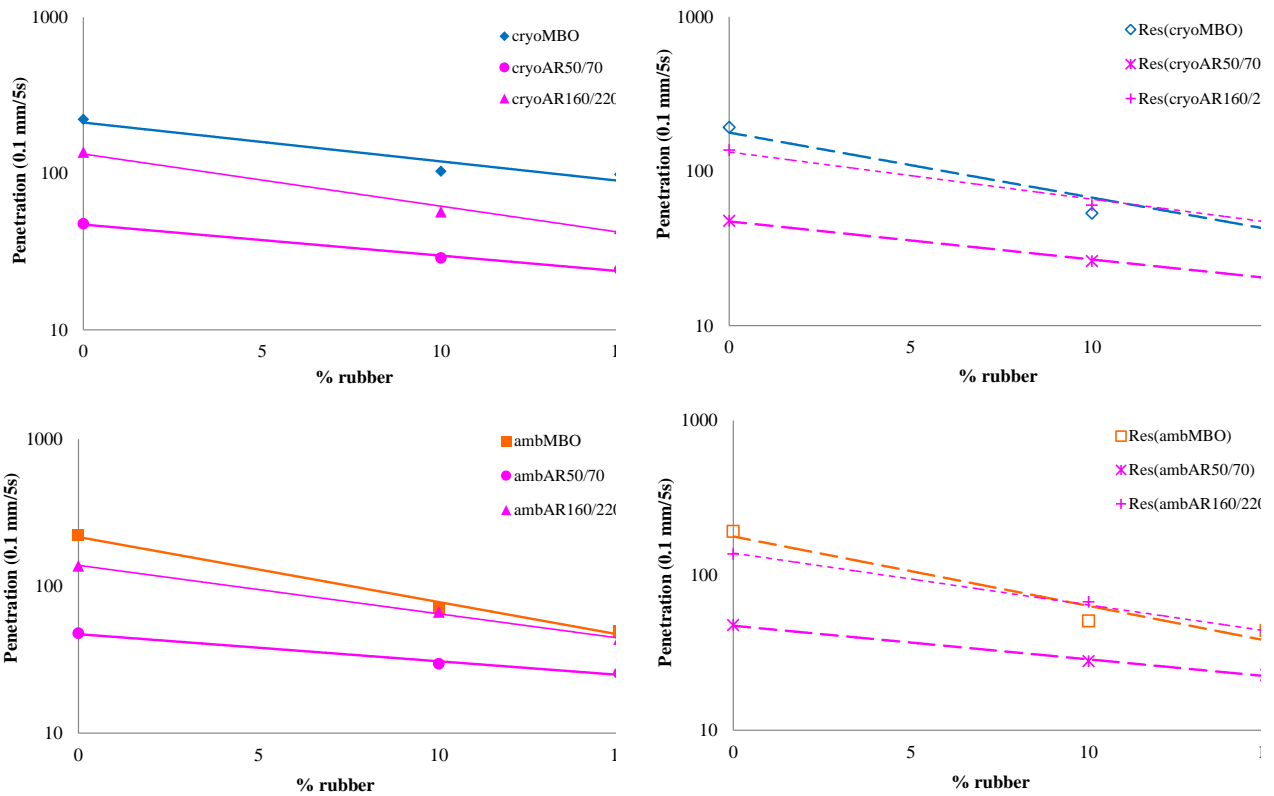 1000
100
10
0
5
10
1
% rubber
Penetration (0.1 mm/5s)
cryoMBO
cryoAR50/70
cryoAR160/220
1000
100
10
0
5
10
% rubber
Penetration (0.1 mm/5s)
Res(cryoMBO)
Res(cryoAR50/70
Res(cryoAR160/2
1000
100
10
0
5
10
1
% rubber
Penetration (0.1 mm/5s)
ambMBO
ambAR50/70
ambAR160/220
1000
100
10
0
5
10
1
% rubber
Penetration (0.1 mm/5s)
Res(ambMBO)
Res(ambAR50/70)
Res(ambAR160/220